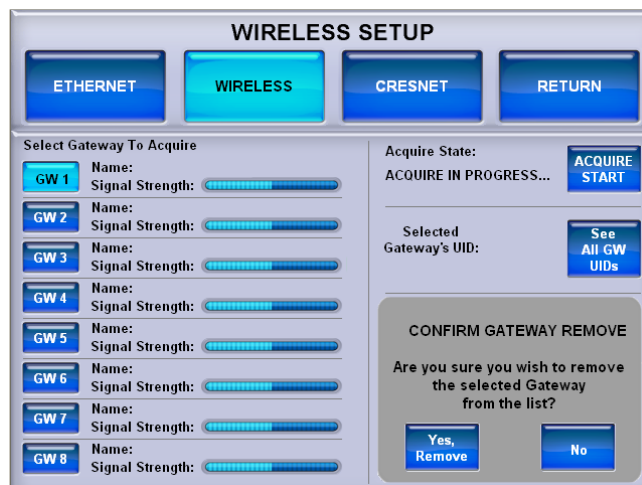 WIRELESS SETUP
ETHERNET
WIRELESS
CRESNET
RETURN
Select Gateway To Acquire
GW 1
Name:
Signal Strength:
GW 2
Name:
Signal Strength:
GW 3
Name:
Signal Strength:
GW 4
Name:
Signal Strength:
GW 5
Name:
Signal Strength:
GW 6
Name:
Signal Strength:
GW 7
Name:
Signal Strength:
GW 8
Name:
Signal Strength:
Acquire State:
ACQUIRE IN PROGRESS...
ACQUIRE
START
Selected
Gateway's UID:
See
All GW
UIDs
CONFIRM GATEWAY REMOVE
Are you sure you wish to remove
the selected Gateway
from the list?
Yes,
Remove
No